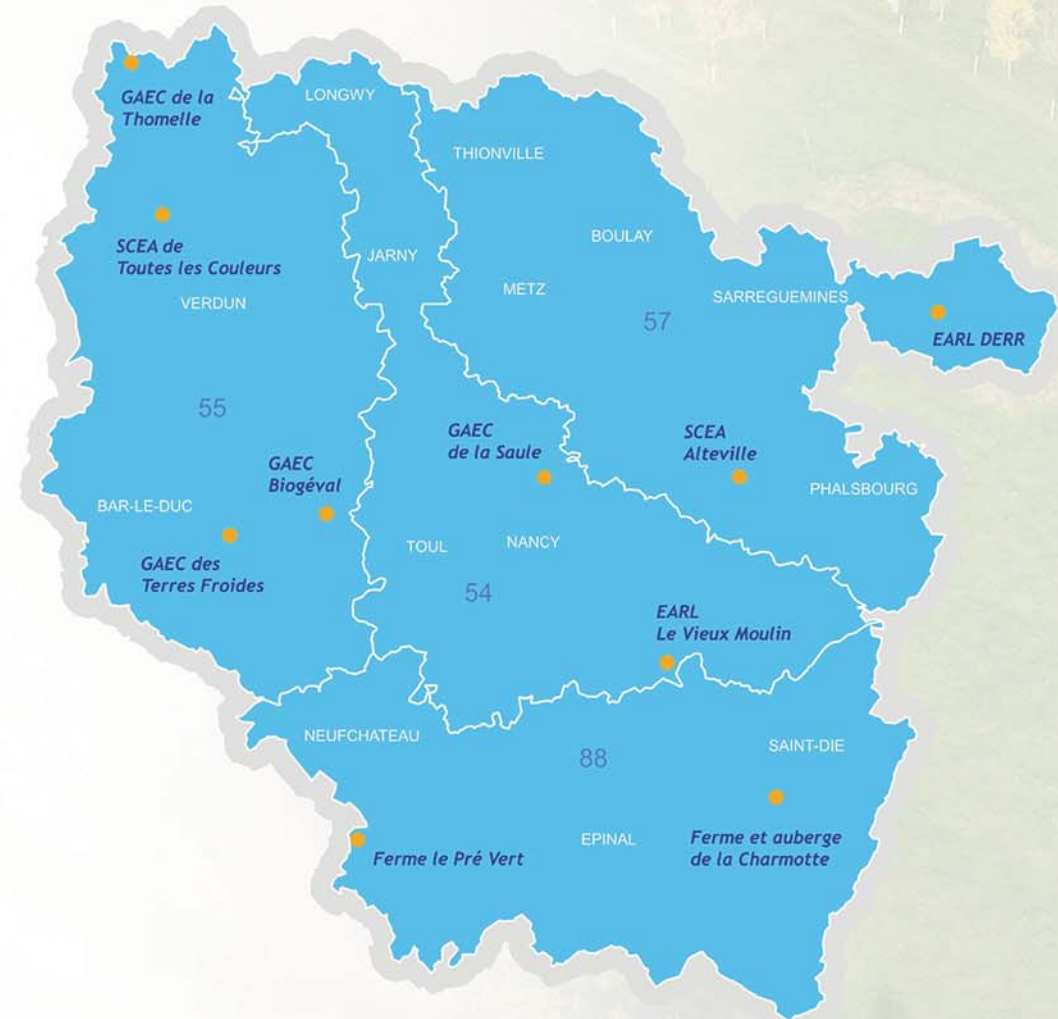 GAEC de la
Thomelle
LONGWY
THIONVILLE
SCEA de
Toutes les Couleurs
JARNY
BOULAY
VERDUN
METZ
SARREGUEMINES
57
EARL DERR
55
GAEC
de la Saule
SCEA
Alteville
GAEC
Biogéval
PHALSBOURG
BAR-LE-DUC
TOUL
NANCY
GAEC des
Terres Froides
54
EARL
Le Vieux Moulin
NEUFCHATEAU
88
SAINT-DIE
EPINAL
Ferme et auberge
de la Charmotte
Ferme le Pré Vert